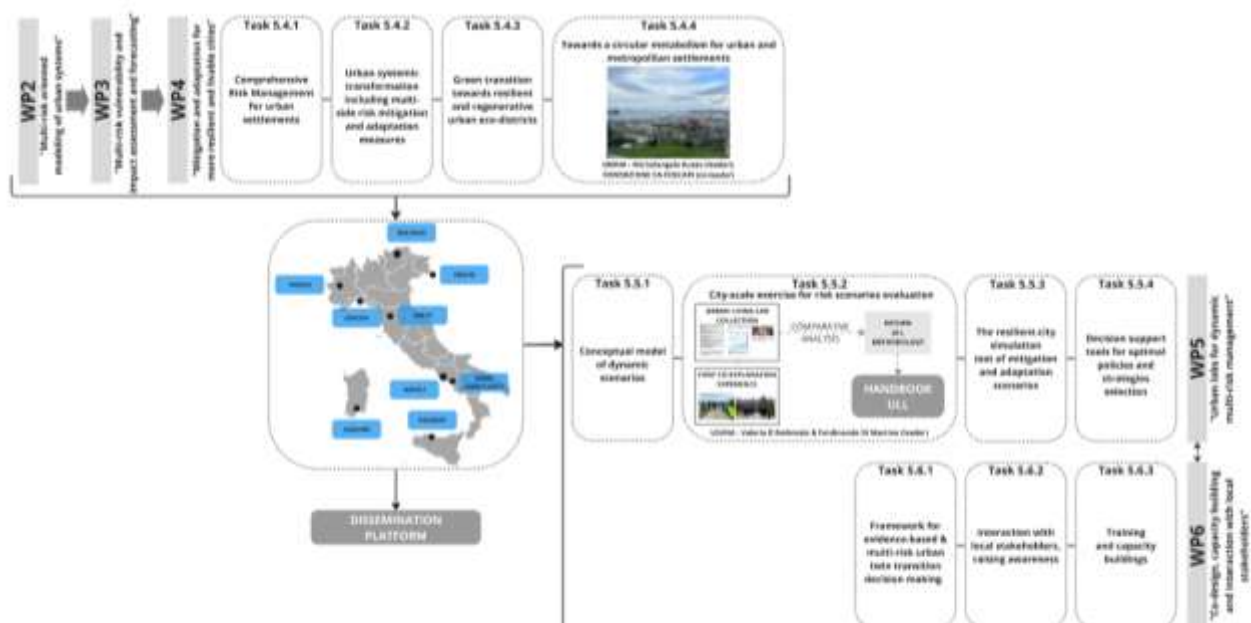 WP2
"Multi-risk oriented
modeling of urban systems"
WP3
"Multi-risk vulnerability and
impact assessment and forecasting"
WP4
"Mitigation and adaptation for
more resilient and livable cities"
Task 5.4.1
Comprehensive
Risk Management
for urban
settlements
Task 5.4.2
Urban systemic
transformation
including multi-
side risk mitigation
and adaptation
measures
Task 5.4.3
Green transition
towards resilient
and regenerative
urban eco-districts
Task 5.4.4
Towards a circular metabolism for urban and
metropolitan settlements
DISSEMINATION
PLATFORM
Task 5.5.1
Conceptual model
of dynamic
scenarios
Task 5.5.2
City-scale exercise for risk scenarios evaluation
URBAN LIVING LAB
COLLECTION
COMPARATIVE
ANALYSIS
METHODOLOGY
HANDBOOK
ULL
Task 5.5.3
The resilient city
simulation
test of mitigation
and adaptation
scenarios
Task 5.5.4
Decision support
tools for optimal
policies and
strategies
selection
WP5
"Urban labs for dynamic
multi-risk management"
Task 5.6.1
Framework for
evidence based &
multi-risk urban
twin transition
decision making
Task 5.6.2
Interaction with
local stakeholders,
raising awareness
Task 5.6.3
Training
and capacity
buildings
WP6
"Co-design, capacity building
and interaction with local
stakeholders"